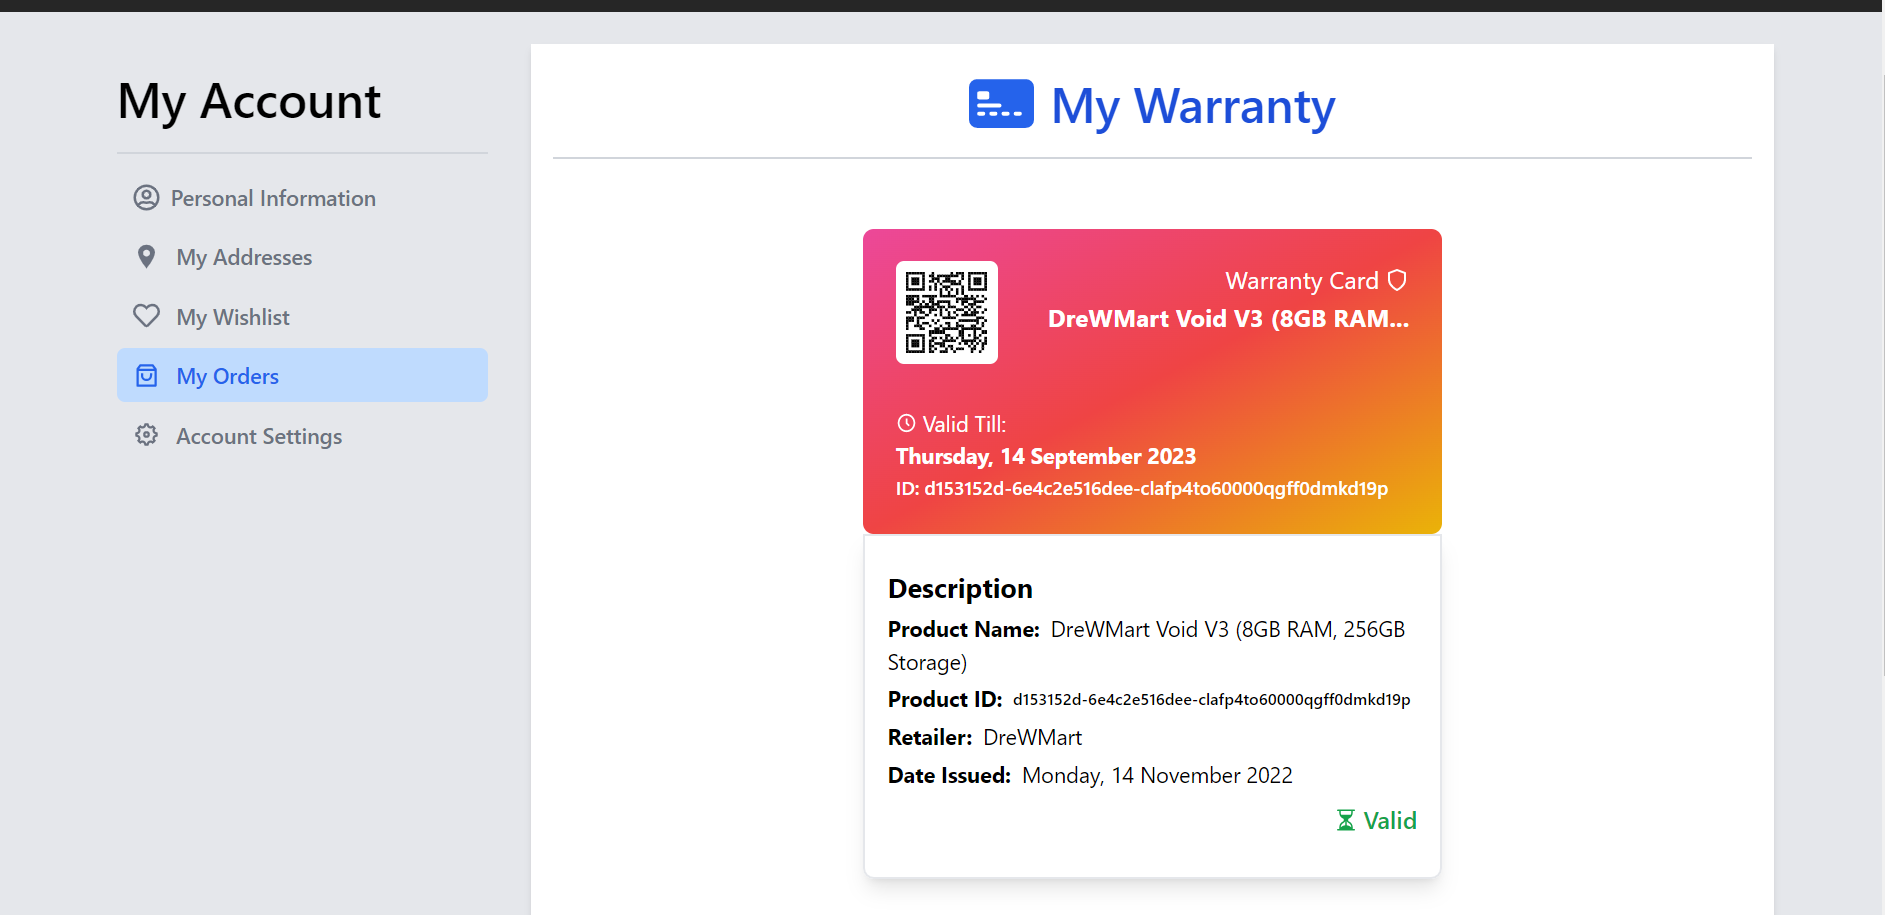 My Account
Personal Information
My Addresses
My Wishlist
My Orders
Account Settings
My Warranty
Warranty Card
DreWMart Void V3 (8GB RAM...
Valid Till:
Thursday, 14 September 2023
ID: d153152d-6e4c2e516dee-clafp4to60000qgff0dmkd19p
Description
Product Name: DreWMart Void V3 (8GB RAM, 256GB
Storage)
Product ID: d153152d-6e4c2e516dee-clafp4to60000qgff0dmkd19p
Retailer: DreWMart
Date Issued: Monday, 14 November 2022
Valid